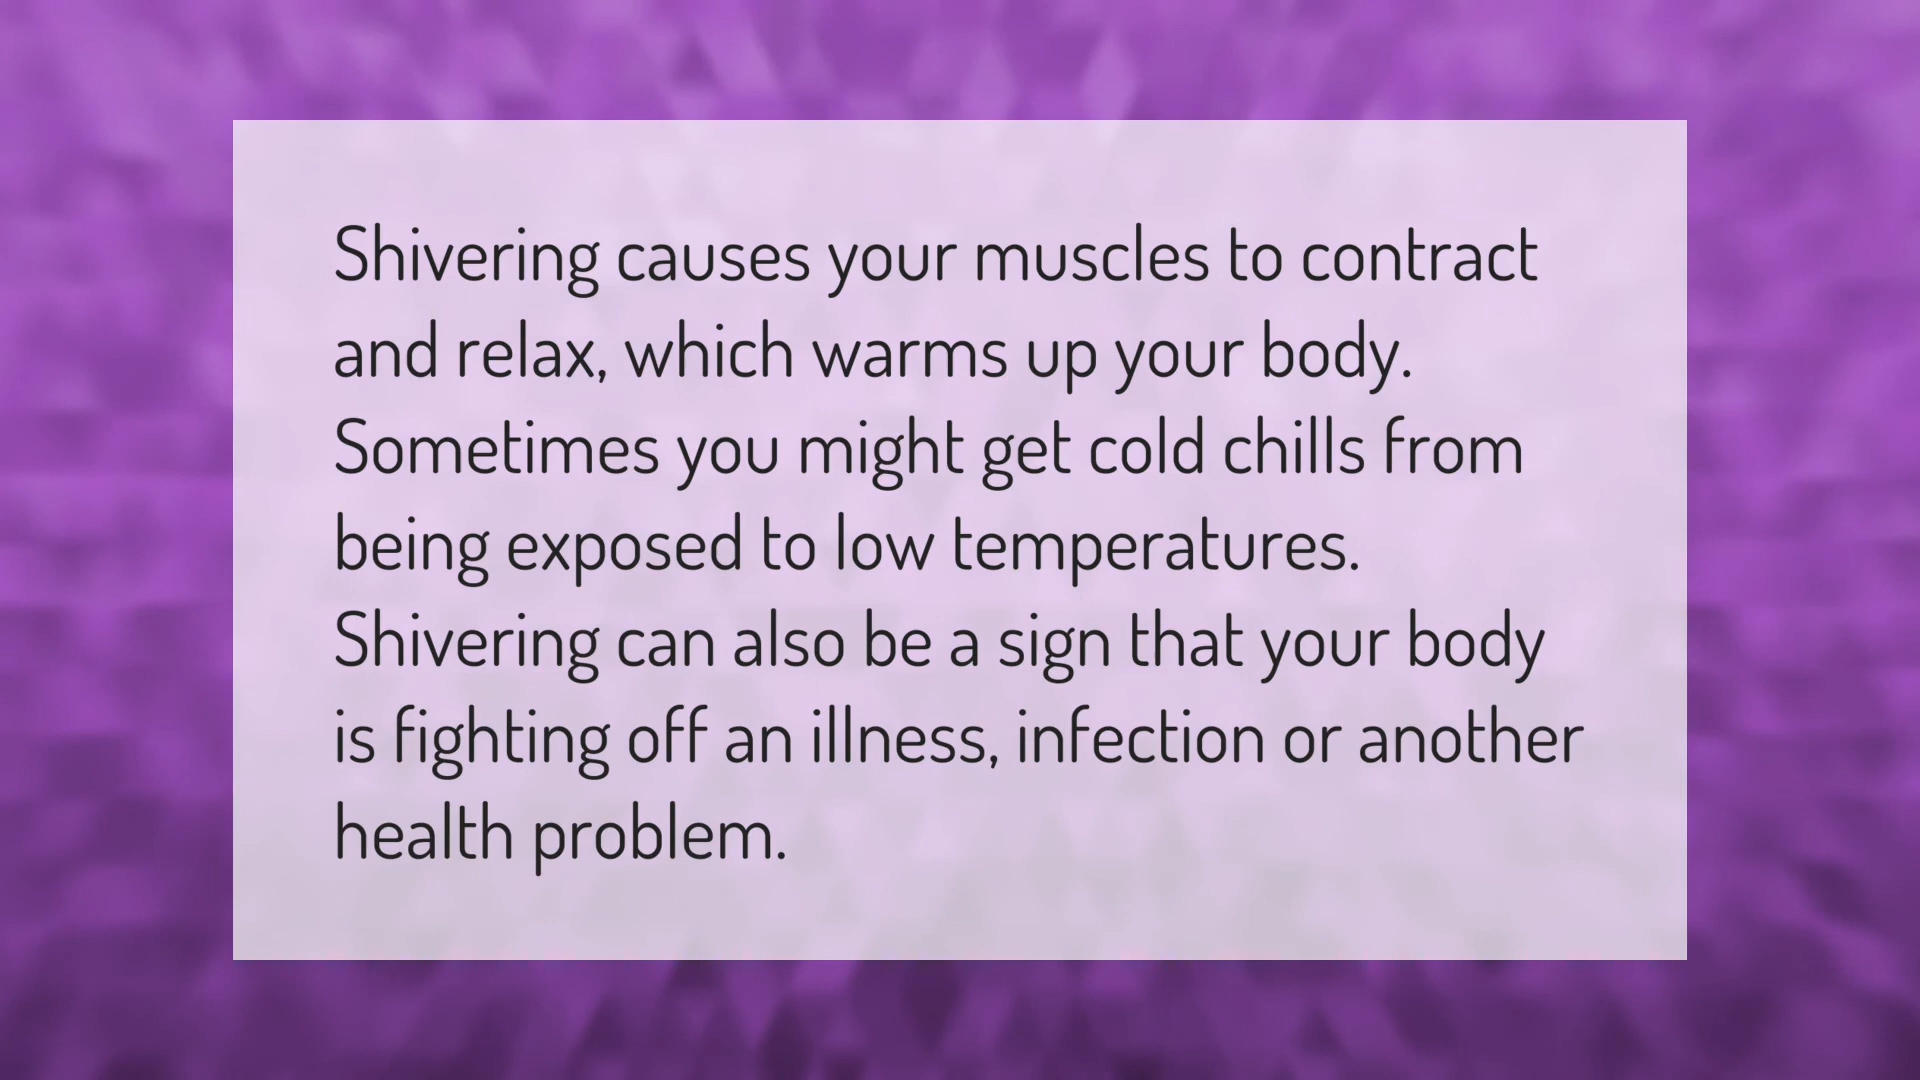 Shivering causes your muscles to contract
and relax, which warms up your body.
Sometimes you might get cold chills from
being exposed to low temperatures.
Shivering can also be a sign that your body
is fighting off an illness, infection or another
health problem.